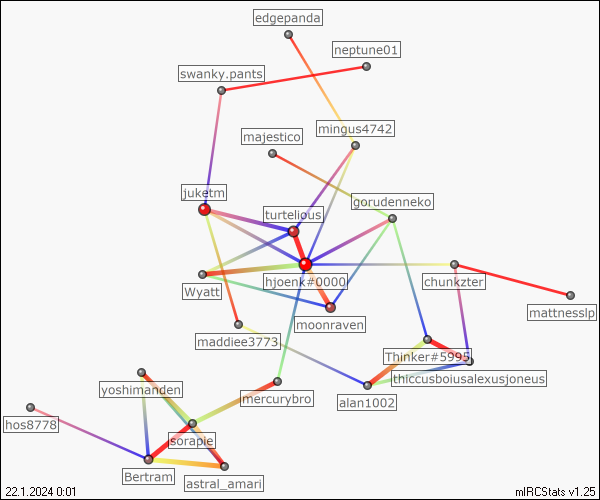 edgepanda
neptune01
swanky.pants
mingus4742
majestico
juketm
gorudenneko
turtelious
hjoenk#0000
chunkzter
Wyatt
mattnesslp
moonraven
maddiee3773
Thinker#5995
thiccusboiusalexusjoneus
yoshimanden
mercurybro
alan1002
hos8778
sorapie
Bertram
astral_amari
22.1.2024 0:01
mIRCStats v1.25